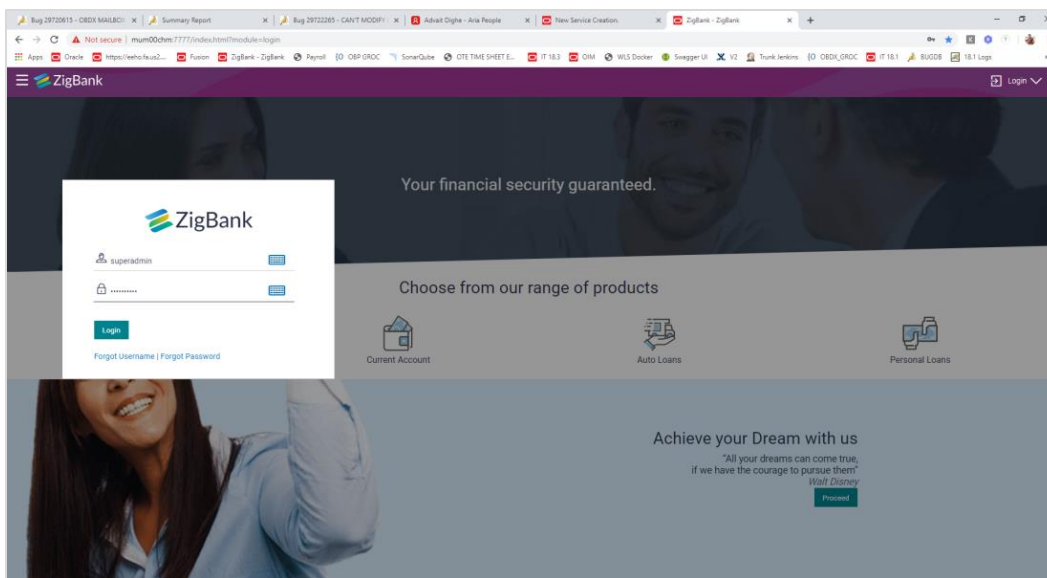 Bug 29720615 - OBDX MAILBO
Summary Report
Bug 29722265 - CAN'T MODIFY
Advait Dighe - Aria People
New Service Creation.
ZigBank - ZigBank
Not secure | mum00chm:7777/index.html?module=login
Apps
Oracle
https://eeho.faus2...
Fusion
ZigBank - ZigBank
Payroll
OBP GROC
SonarQube
OTE TIME SHEET E...
IT 18.3
OIM
WLS Docker
Swagger UI
V2
Trunk Jenkins
OBDX_GROC
IT 18.1
BUGDB
18.1 Logs
ZigBank
Login
Your financial security guaranteed.
ZigBank
superadmin
Login
Forgot Username | Forgot Password
Choose from our range of products
Current Account
Auto Loans
Personal Loans
Achieve your Dream with us
"All your dreams can come true,
if we have the courage to pursue them"
Walt Disney
Proceed